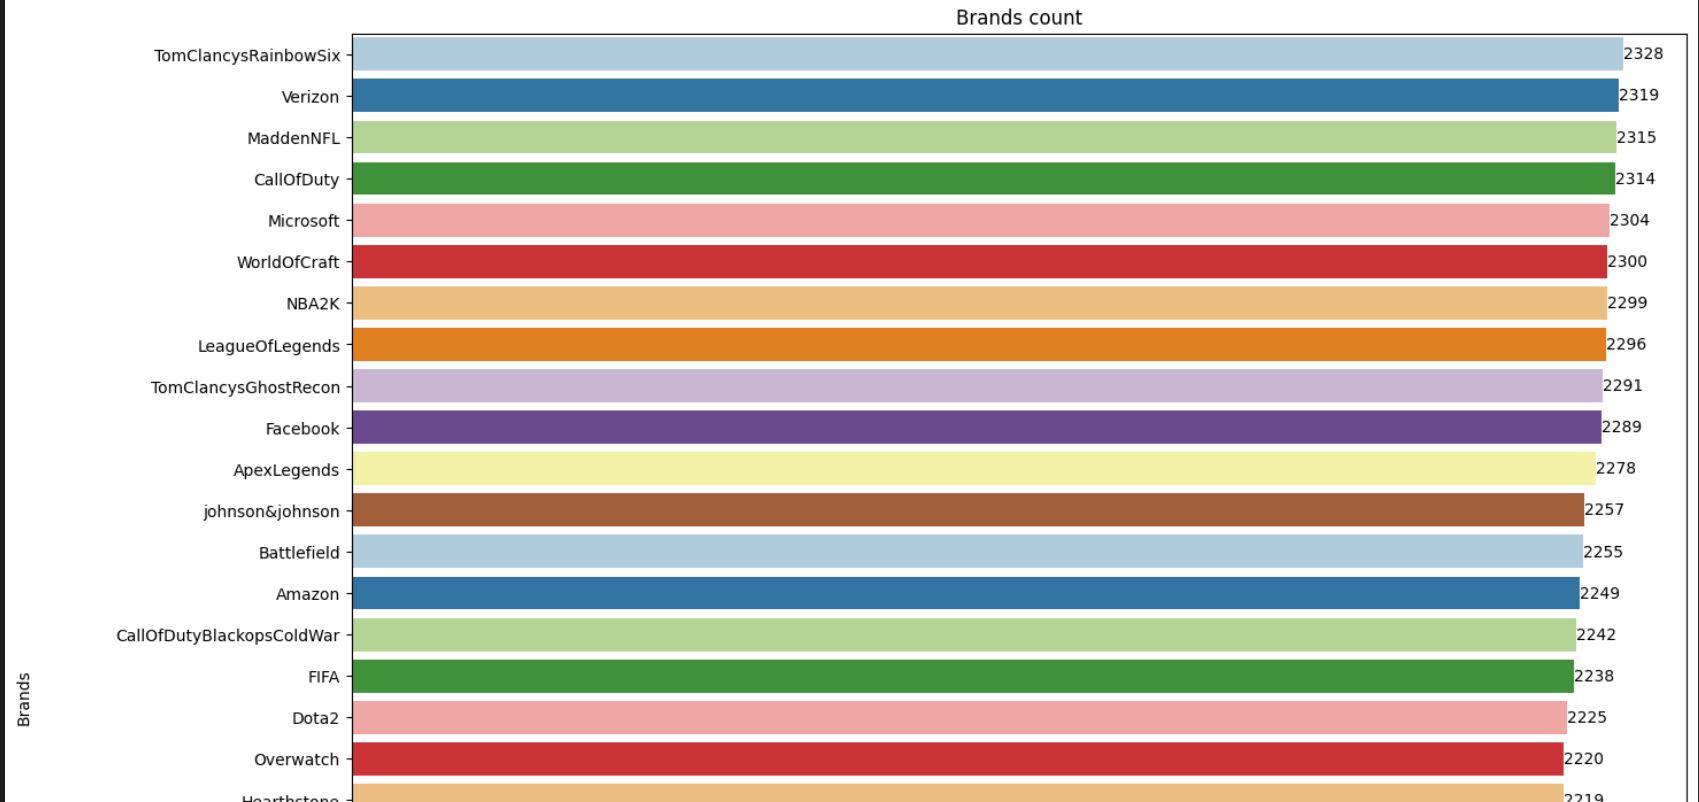 Brands count
TomClancysRainbowSix 2328
Verizon 2319
MaddenNFL 2315
CallOfDuty 2314
Microsoft 2304
WorldOfCraft 2300
NBA2K 2299
LeagueOfLegends 2296
TomClancysGhostRecon 2291
Facebook 2289
ApexLegends 2278
johnson&johnson 2257
Battlefield 2255
Amazon 2249
CallOfDutyBlackopsColdWar 2242
FIFA 2238
Dota2 2225
Overwatch 2220
Hearthstone 2219
Brands